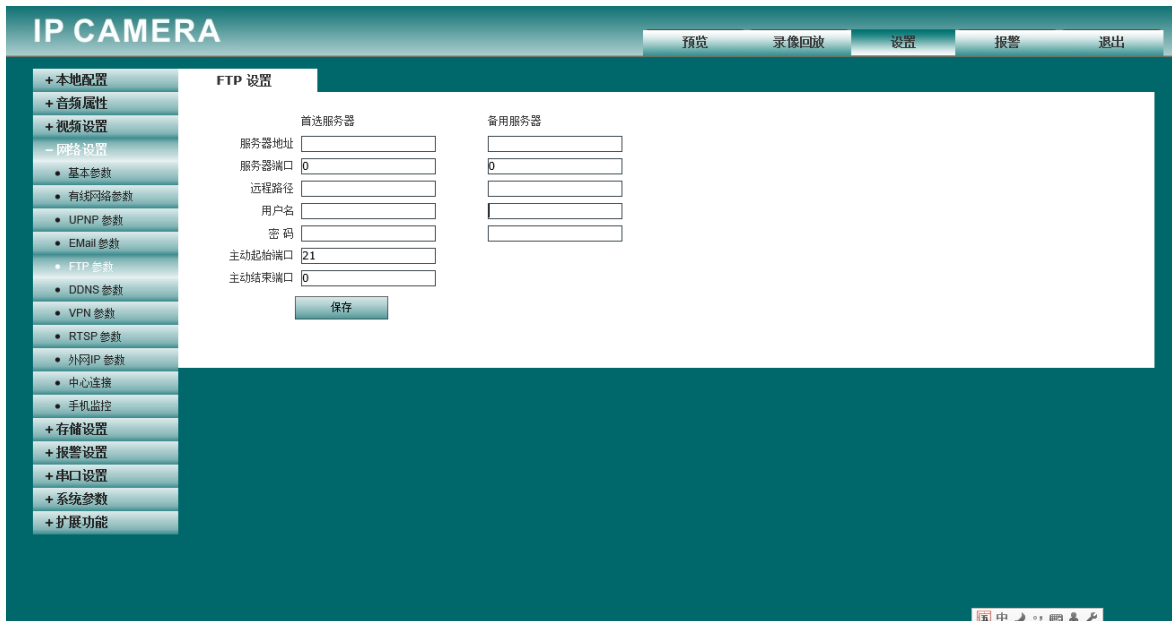 IP CAMERA
预览 录像回放 设置 报警 退出
+本地配置
+音频属性
+视频设置
-网络设置
• 基本参数
• 有线网络参数
• UPNP 参数
• EMail 参数
• FTP 参数
• DDNS 参数
• VPN 参数
• RTSP 参数
• 外网IP 参数
• 中心连接
• 手机监控
+存储设置
+报警设置
+串口设置
+系统参数
+扩展功能
FTP 设置
首选服务器 备用服务器
服务器地址
服务器端口 0 0
远程路径
用户名
密 码
主动起始端口 21
主动结束端口 0
保存
中